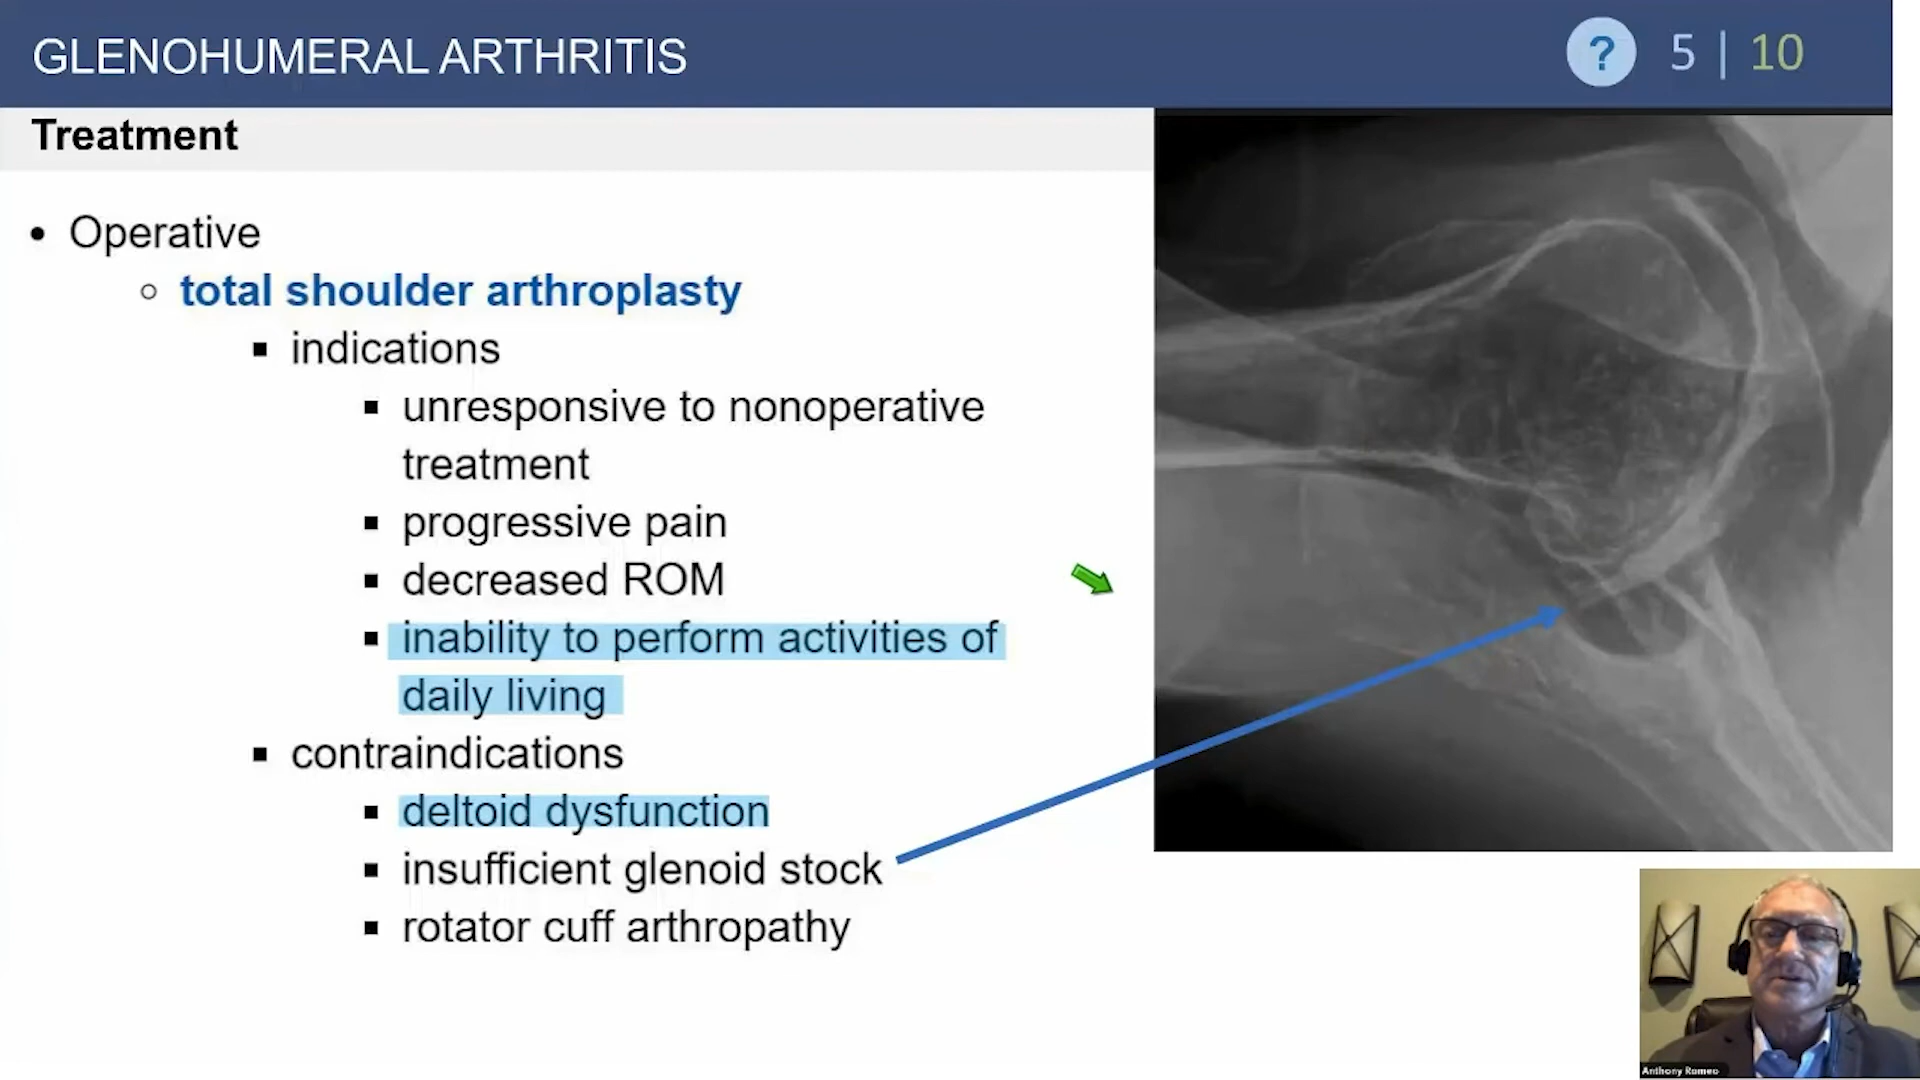 GLENOHUMERAL ARTHRITIS
? 5 | 10
Treatment
• Operative
○ total shoulder arthroplasty
▪ indications
▪ unresponsive to nonoperative
treatment
▪ progressive pain
▪ decreased ROM
▪ inability to perform activities of
daily living
▪ contraindications
▪ deltoid dysfunction
▪ insufficient glenoid stock
▪ rotator cuff arthropathy
Anthony Romeo